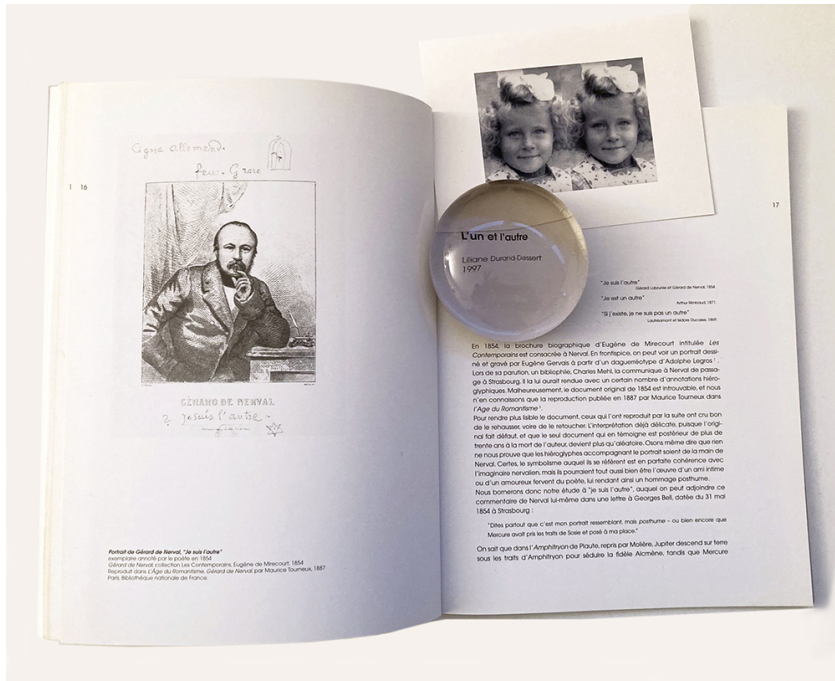 Cigne allemand.
feu G rare
1 16
GÉRARD DE NERVAL
? je suis l'autre -
Portrait de Gérard de Nerval, "Je suis l'autre"
exemplaire annoté par le poète en 1854
Gérard de Nerval, collection Les Contemporains, Eugène de Mirecourt, 1854
Reproduit dans L'Âge du Romantisme. Gérard de Nerval, par Maurice Tourneux, 1887
Paris, Bibliothèque nationale de France.
17
L'un et l'autre
Liliane Durand-Dessert
1997
"Je suis l'autre"
Gérard Labrunie et Gérard de Nerval, 1854.
"Je est un autre"
Arthur Rimbaud, 1871.
"Si j'existe, je ne suis pas un autre"
Lautréamont et Isidore Ducasse, 1869.
En 1854, la brochure biographique d'Eugène de Mirecourt intitulée Les
Contemporains est consacrée à Nerval. En frontispice, on peut voir un portrait dessi-
né et gravé par Eugène Gervais à partir d'un daguerréotype d'Adolphe Legros¹.
Lors de sa parution, un bibliophile, Charles Mehl, la communique à Nerval de passa-
ge à Strasbourg. Il la lui aurait rendue avec un certain nombre d'annotations hiéro-
glyphiques. Malheureusement, le document original de 1854 est introuvable, et nous
n'en connaissons que la reproduction publiée en 1887 par Maurice Tourneux dans
l'Age du Romantisme².
Pour rendre plus lisible le document, ceux qui l'ont reproduit par la suite ont cru bon
de le rehausser, voire de le retoucher. L'interprétation déjà délicate, puisque l'origi-
nal fait défaut, et que le seul document qui en témoigne est postérieur de plus de
trente ans à la mort de l'auteur, devient plus qu'aléatoire. Osons même dire que rien
ne nous prouve que les hiéroglyphes accompagnant le portrait soient de la main de
Nerval. Certes, le symbolisme auquel ils se réfèrent est en parfaite cohérence avec
l'imaginaire nervalien, mais ils pourraient tout aussi bien être l'œuvre d'un ami intime
ou d'un amoureux fervent du poète, lui rendant ainsi un hommage posthume.
Nous bornerons donc notre étude à "je suis l'autre", auquel on peut adjoindre ce
commentaire de Nerval lui-même dans une lettre à Georges Bell, datée du 31 mai
1854 à Strasbourg :
"Dites partout que c'est mon portrait ressemblant, mais posthume - ou bien encore que
Mercure avait pris les traits de Sosie et posé à ma place."
On sait que dans l'Amphitryon de Plaute, repris par Molière, Jupiter descend sur terre
sous les traits d'Amphitryon pour séduire la fidèle Alcmène, tandis que Mercure